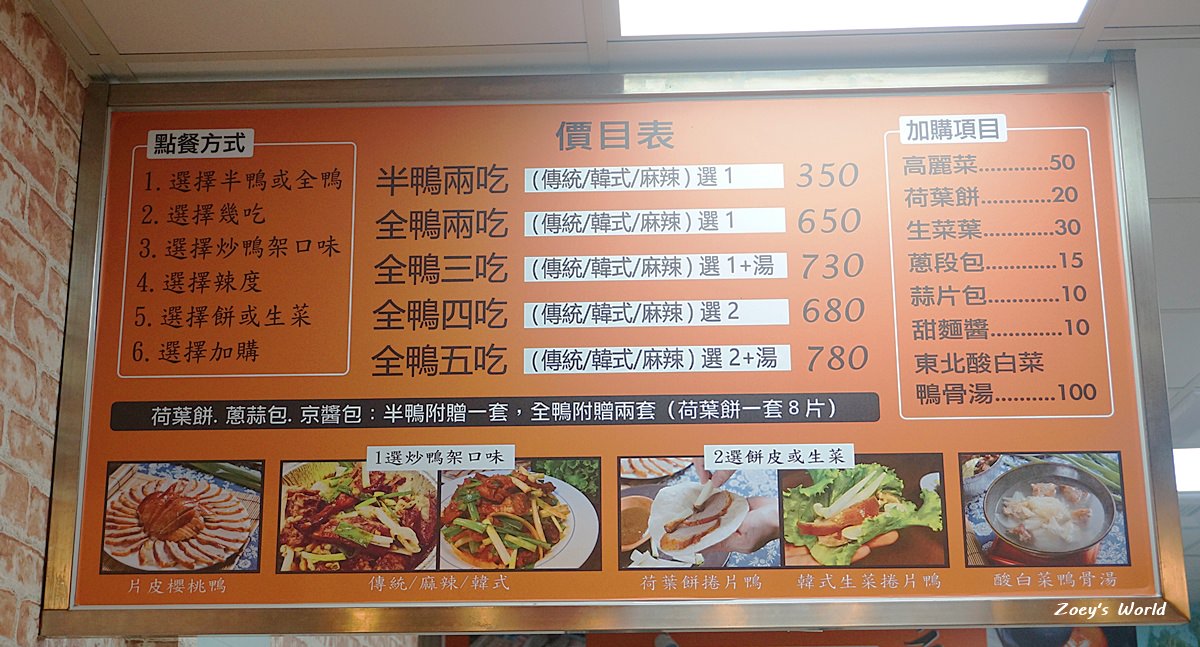 價目表
點餐方式
1. 選擇半鴨或全鴨
2. 選擇幾吃
3. 選擇炒鴨架口味
4. 選擇辣度
5. 選擇餅或生菜
6. 選擇加購
半鴨兩吃 (傳統/韓式/麻辣) 選 1 350
全鴨兩吃 (傳統/韓式/麻辣) 選 1 650
全鴨三吃 (傳統/韓式/麻辣) 選 1+湯 730
全鴨四吃 (傳統/韓式/麻辣) 選 2 680
全鴨五吃 (傳統/韓式/麻辣) 選 2+湯 780
加購項目
高麗菜............50
荷葉餅............20
生菜葉............30
蔥段包............15
蒜片包............10
甜麵醬............10
東北酸白菜
鴨骨湯..........100
荷葉餅. 蔥蒜包. 京醬包：半鴨附贈一套，全鴨附贈兩套（荷葉餅一套 8 片）
1選炒鴨架口味
2選餅皮或生菜
片皮櫻桃鴨
傳統/麻辣/韓式
荷葉餅捲片鴨
韓式生菜捲片鴨
酸白菜鴨骨湯
Zoey's World